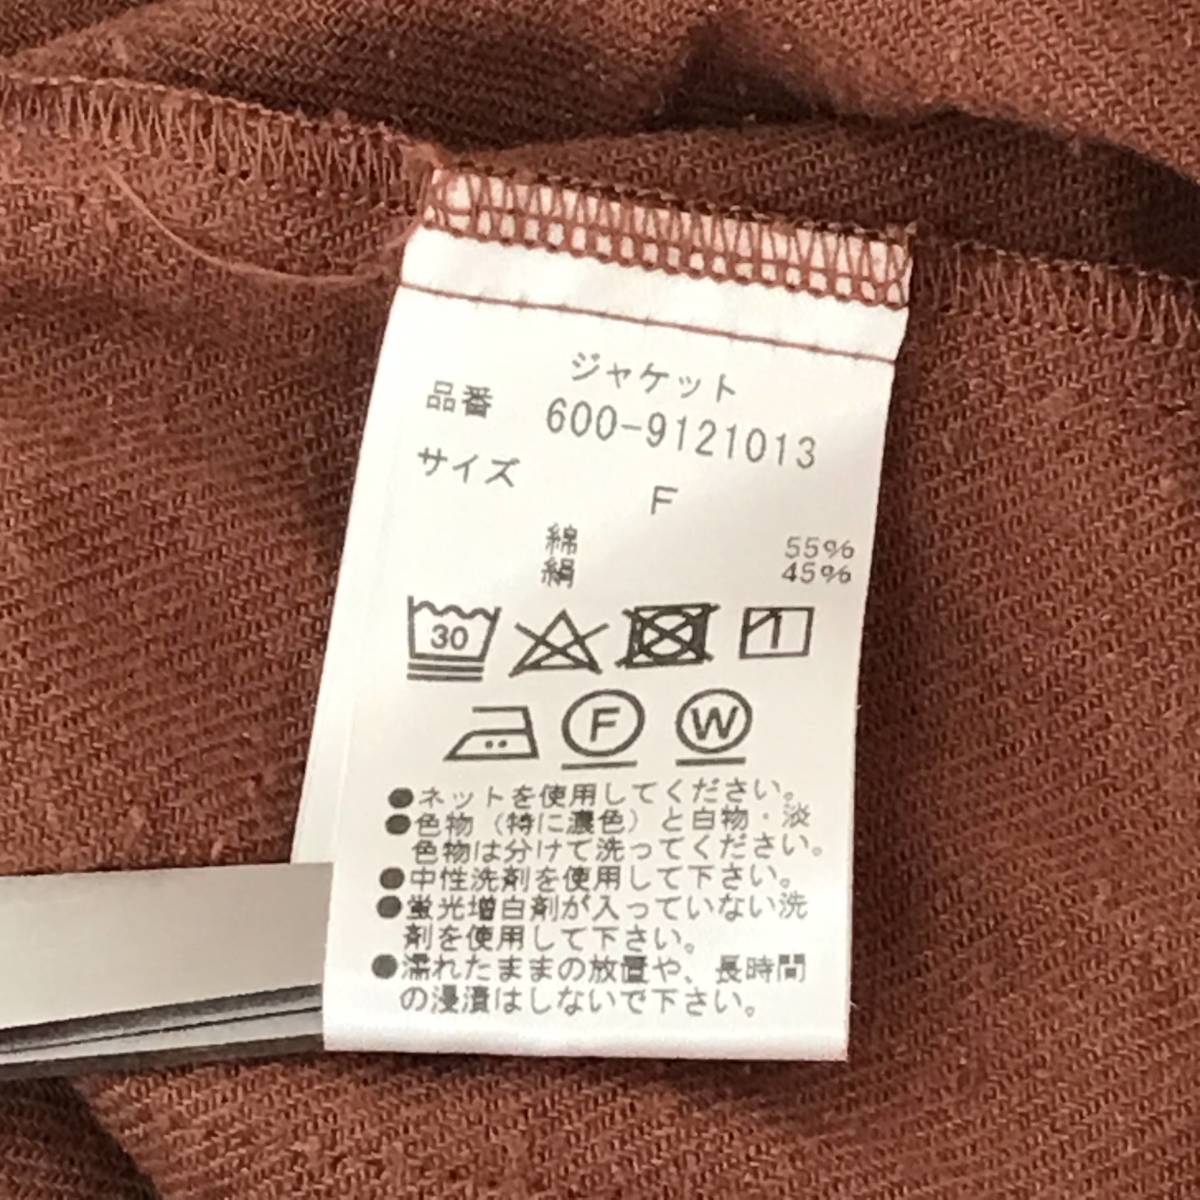 ジャケット
品番 600-9121013
サイズ F
綿 55%
絹 45%
30
F W
●ネットを使用してください。
●色物(特に濃色)と白物・淡
色物は分けて洗ってください。
●中性洗剤を使用して下さい。
●蛍光増白剤が入っていない洗
剤を使用して下さい。
●濡れたままの放置や、長時間
の浸漬はしないで下さい。